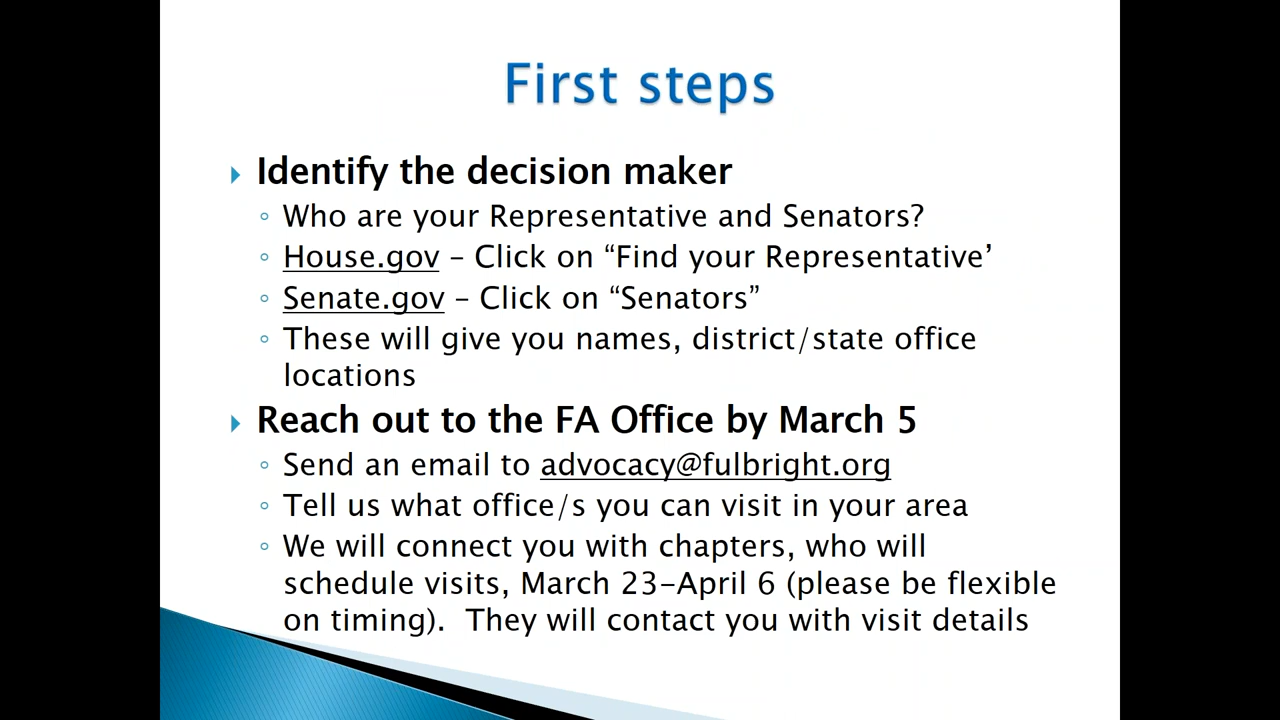 First steps
Identify the decision maker
Who are your Representative and Senators?
House.gov – Click on “Find your Representative’
Senate.gov – Click on “Senators”
These will give you names, district/state office
locations
Reach out to the FA Office by March 5
Send an email to advocacy@fulbright.org
Tell us what office/s you can visit in your area
We will connect you with chapters, who will
schedule visits, March 23-April 6 (please be flexible
on timing).  They will contact you with visit details